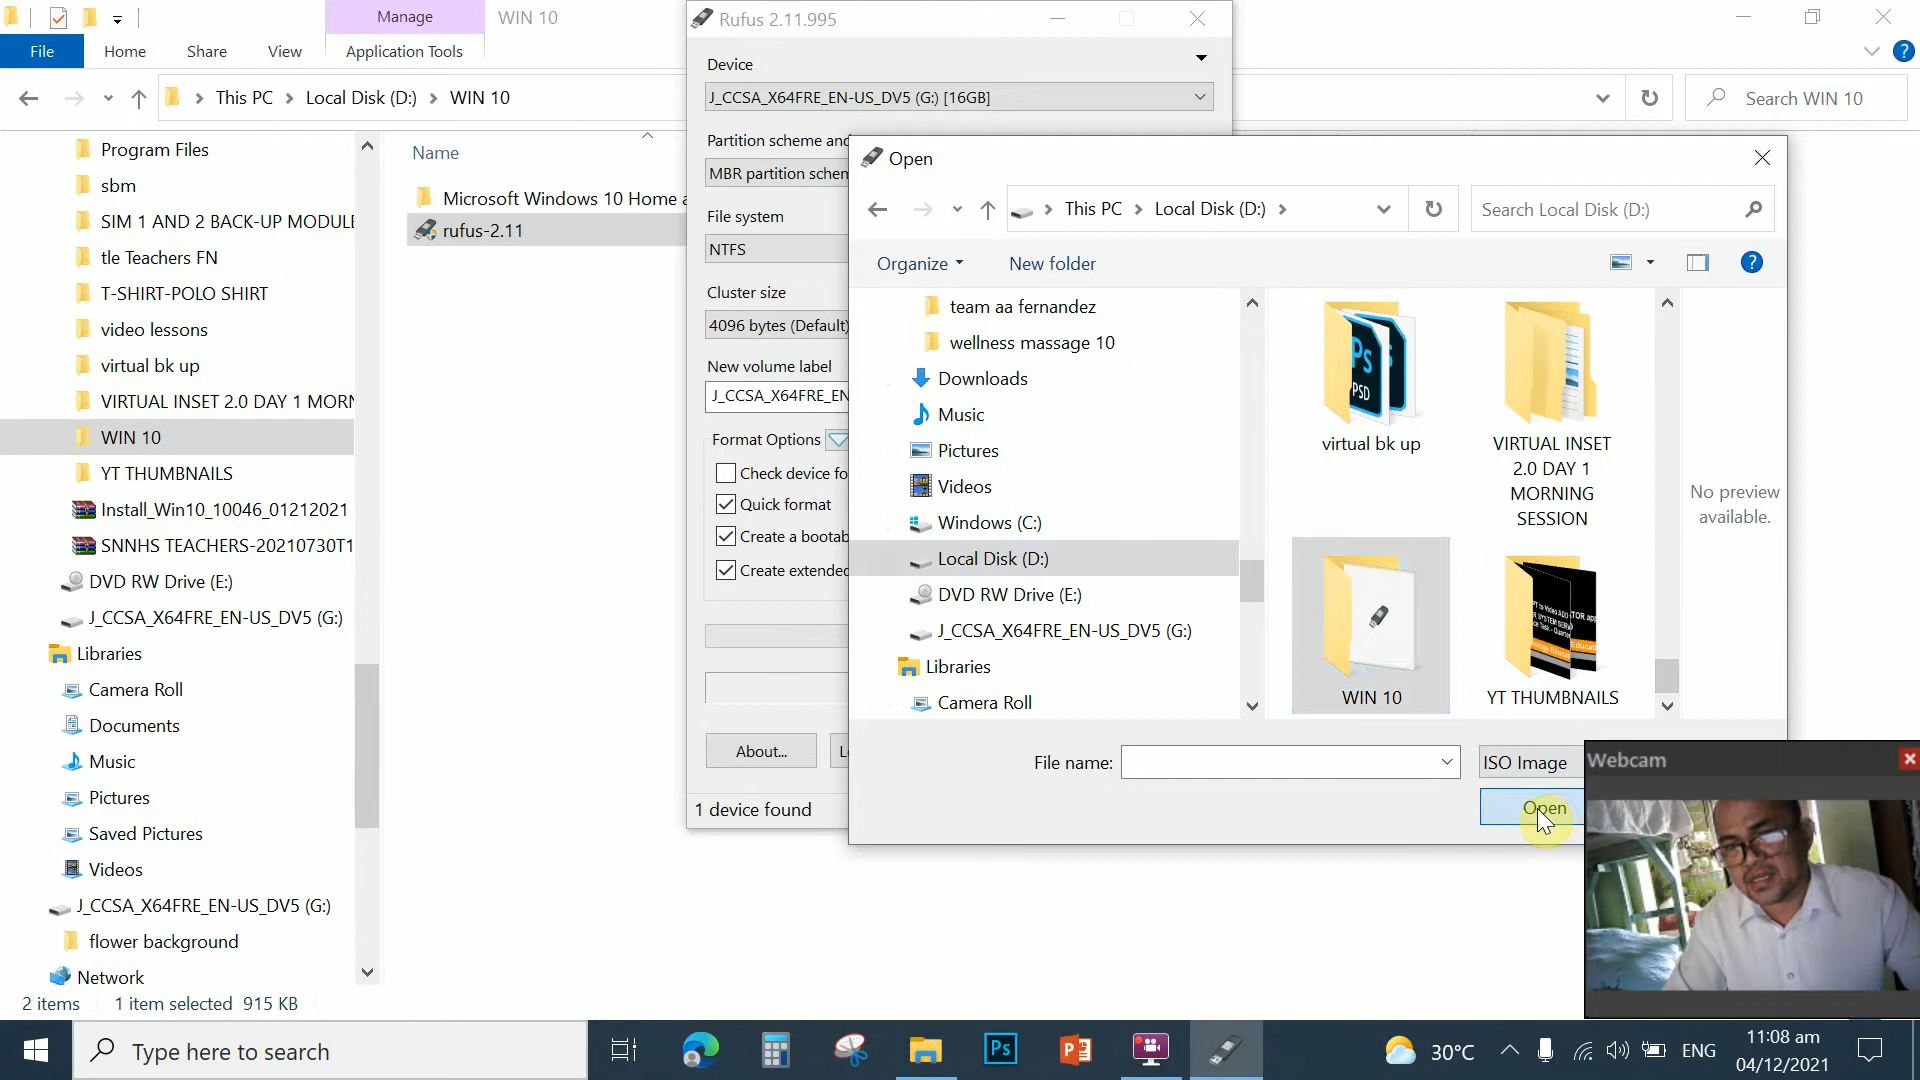 Manage
WIN 10
File
Home
Share
View
Application Tools
This PC
Local Disk (D:)
WIN 10
Search WIN 10
Program Files
sbm
SIM 1 AND 2 BACK-UP MODULE
tle Teachers FN
T-SHIRT-POLO SHIRT
video lessons
virtual bk up
VIRTUAL INSET 2.0 DAY 1 MORN
WIN 10
YT THUMBNAILS
Install_Win10_10046_01212021
SNNHS TEACHERS-20210730T1
DVD RW Drive (E:)
J_CCSA_X64FRE_EN-US_DV5 (G:)
Libraries
Camera Roll
Documents
Music
Pictures
Saved Pictures
Videos
J_CCSA_X64FRE_EN-US_DV5 (G:)
flower background
Network
2 items
1 item selected 915 KB
Name
Microsoft Windows 10 Home a
rufus-2.11
Rufus 2.11.995
Device
J_CCSA_X64FRE_EN-US_DV5 (G:) [16GB]
Partition scheme and
MBR partition schem
File system
NTFS
Cluster size
4096 bytes (Default)
New volume label
J_CCSA_X64FRE_EN
Format Options
Check device fo
Quick format
Create a bootab
Create extended
About...
1 device found
Open
This PC
Local Disk (D:)
Search Local Disk (D:)
Organize
New folder
team aa fernandez
wellness massage 10
Downloads
Music
Pictures
Videos
Windows (C:)
Local Disk (D:)
DVD RW Drive (E:)
J_CCSA_X64FRE_EN-US_DV5 (G:)
Libraries
Camera Roll
PSD
virtual bk up
VIRTUAL INSET
2.0 DAY 1
MORNING
SESSION
WIN 10
YT THUMBNAILS
No preview
available.
File name:
ISO Image
Open
Webcam
Type here to search
Ps
30°C
ENG
11:08 am
04/12/2021